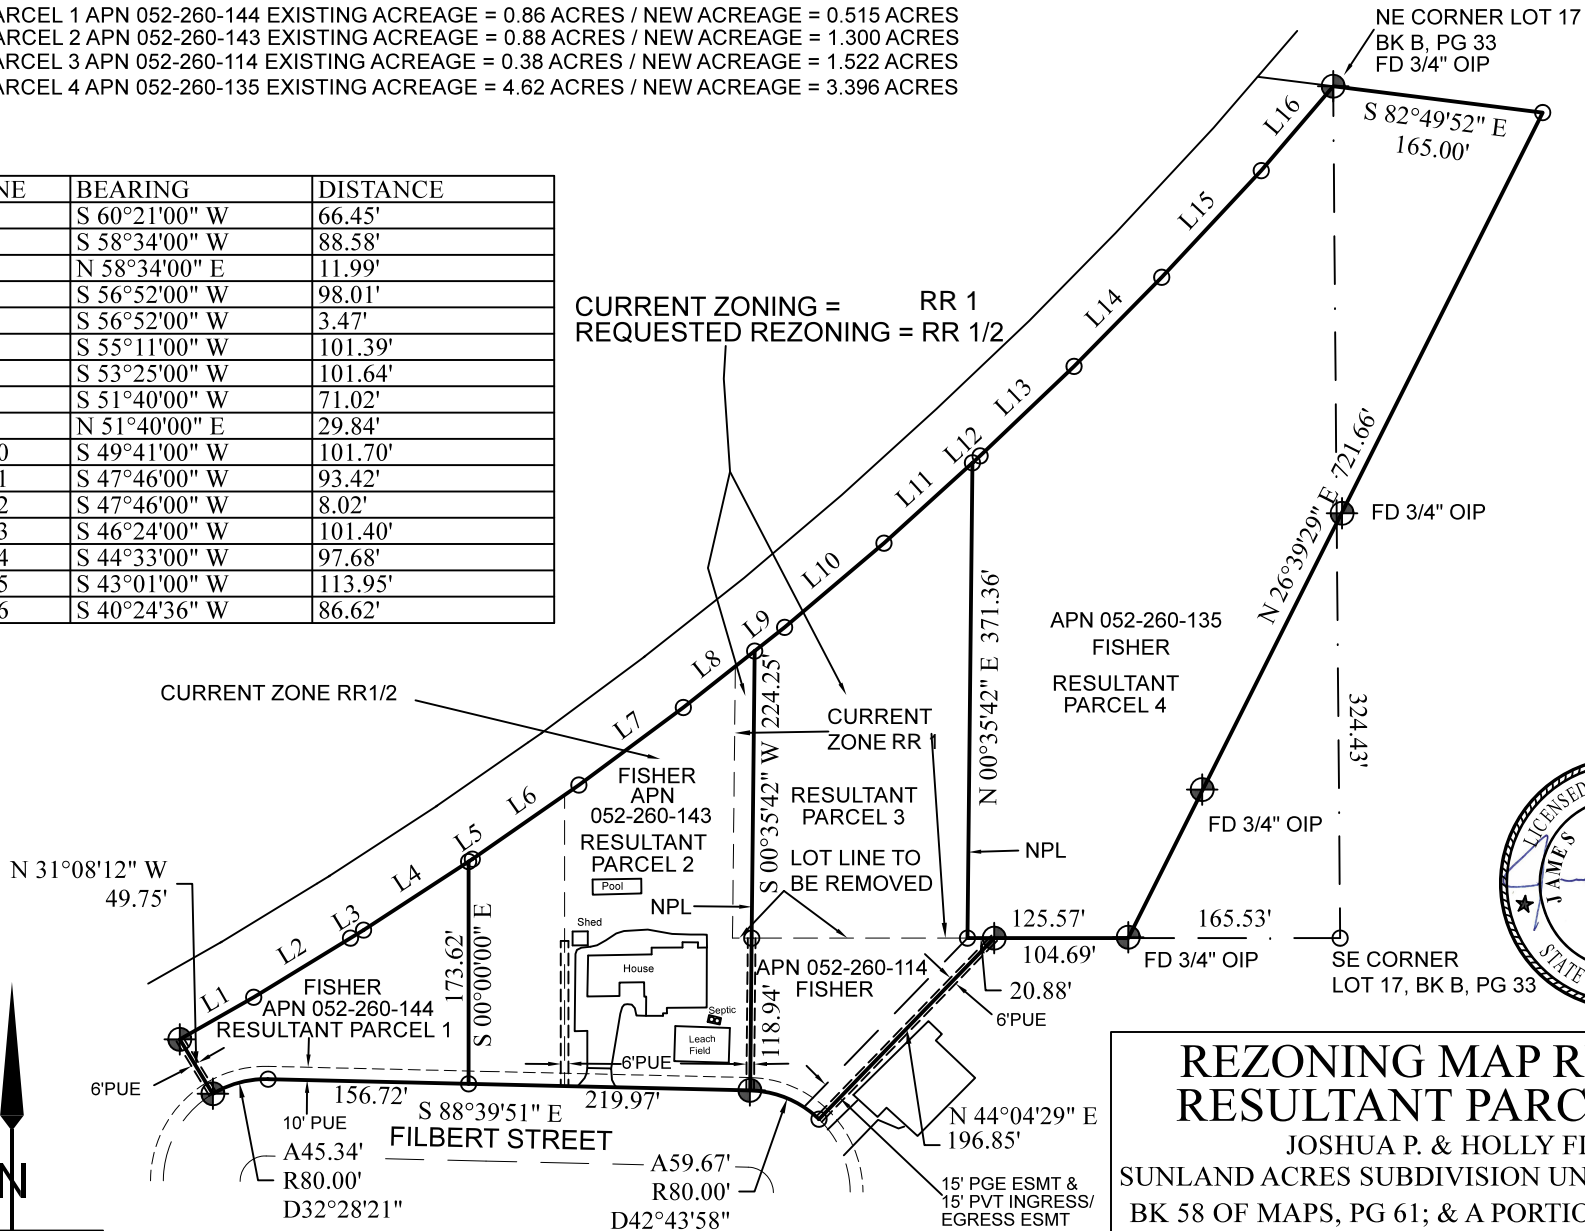 ARCEL 1 APN 052-260-144 EXISTING ACREAGE = 0.86 ACRES / NEW ACREAGE = 0.515 ACRES
ARCEL 2 APN 052-260-143 EXISTING ACREAGE = 0.88 ACRES / NEW ACREAGE = 1.300 ACRES
ARCEL 3 APN 052-260-114 EXISTING ACREAGE = 0.38 ACRES / NEW ACREAGE = 1.522 ACRES
ARCEL 4 APN 052-260-135 EXISTING ACREAGE = 4.62 ACRES / NEW ACREAGE = 3.396 ACRES
NE CORNER LOT 17
BK B, PG 33
FD 3/4" OIP
NE BEARING DISTANCE
S 60°21'00" W 66.45'
S 58°34'00" W 88.58'
N 58°34'00" E 11.99'
S 56°52'00" W 98.01'
S 56°52'00" W 3.47'
S 55°11'00" W 101.39'
S 53°25'00" W 101.64'
S 51°40'00" W 71.02'
N 51°40'00" E 29.84'
0 S 49°41'00" W 101.70'
1 S 47°46'00" W 93.42'
2 S 47°46'00" W 8.02'
3 S 46°24'00" W 101.40'
4 S 44°33'00" W 97.68'
5 S 43°01'00" W 113.95'
6 S 40°24'36" W 86.62'
CURRENT ZONING = RR 1
REQUESTED REZONING = RR 1/2
L16
L15
L14
L13
L12
L11
L10
L9
L8
L7
L6
L5
L4
L3
L2
L1
S 82°49'52" E
165.00'
N 26°39'29" E 721.66'
FD 3/4" OIP
APN 052-260-135
FISHER
RESULTANT
PARCEL 4
324.43'
N 00°35'42" E 371.36'
FD 3/4" OIP
NPL
CURRENT ZONE RR1/2
CURRENT
ZONE RR 1
S 00°35'42" W 224.25'
RESULTANT
PARCEL 3
LOT LINE TO
BE REMOVED
FISHER
APN
052-260-143
RESULTANT
PARCEL 2
Pool
NPL
Shed
House
Septic
Leach
Field
6'PUE
118.94'
APN 052-260-114
FISHER
125.57'
104.69'
165.53'
FD 3/4" OIP
SE CORNER
LOT 17, BK B, PG 33
20.88'
6'PUE
N 31°08'12" W
49.75'
FISHER
APN 052-260-144
RESULTANT PARCEL 1
173.62'
S 00°00'00" E
6'PUE
10' PUE
156.72'
S 88°39'51" E
219.97'
FILBERT STREET
A45.34'
R80.00'
D32°28'21"
A59.67'
R80.00'
D42°43'58"
N 44°04'29" E
196.85'
15' PGE ESMT &
15' PVT INGRESS/
EGRESS ESMT
N
LICENSED
JAMES
STATE
REZONING MAP R
RESULTANT PARC
JOSHUA P. & HOLLY FI
SUNLAND ACRES SUBDIVISION UN
BK 58 OF MAPS, PG 61; & A PORTIO